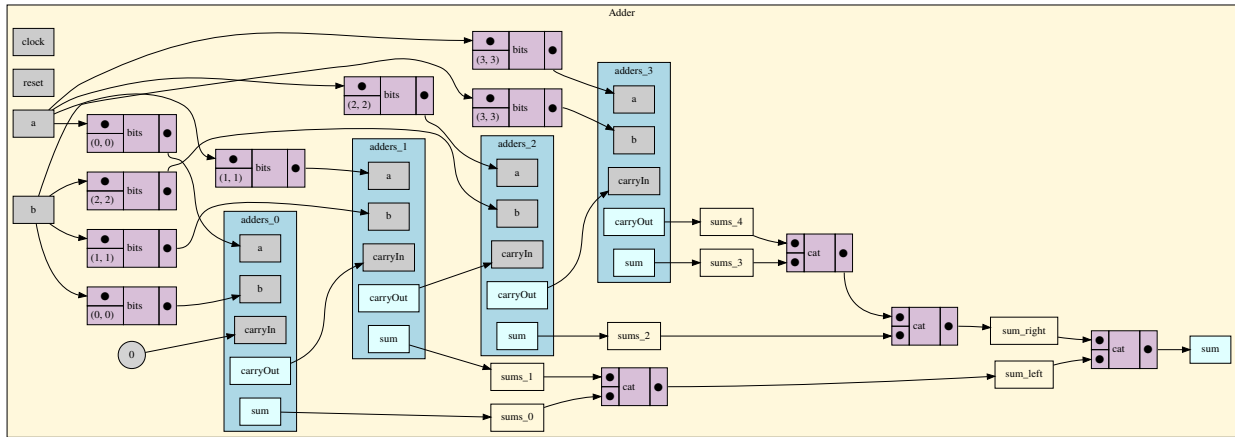 Adder
clock
reset
a
b
bits
(0, 0)
bits
(2, 2)
bits
(1, 1)
bits
(0, 0)
0
bits
(1, 1)
adders_0
a
b
carryIn
carryOut
sum
bits
(2, 2)
adders_1
a
b
carryIn
carryOut
sum
bits
(3, 3)
bits
(3, 3)
adders_2
a
b
carryIn
carryOut
sum
adders_3
a
b
carryIn
carryOut
sum
sums_4
sums_3
sums_2
sums_1
sums_0
cat
cat
cat
sum_right
sum_left
cat
sum